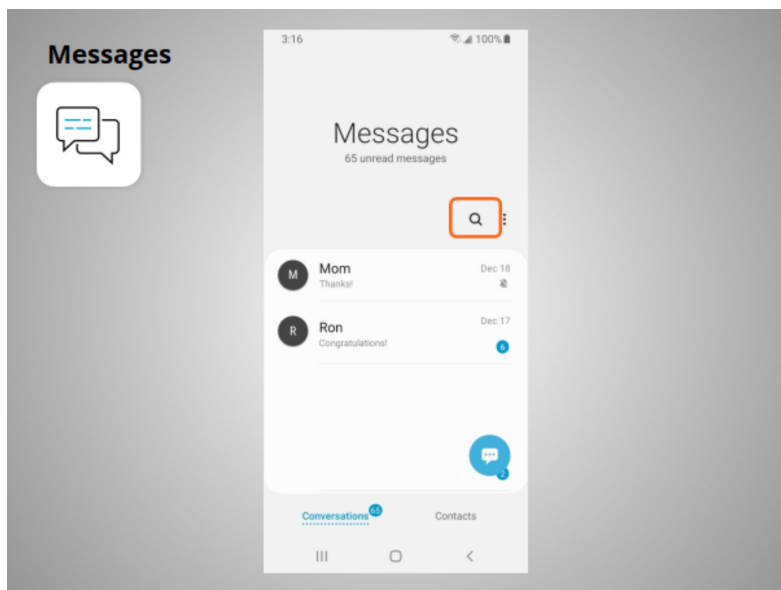 Messages
3:16
100%
Messages
65 unread messages
M
Mom
Dec 18
Thanks!
R
Ron
Dec 17
Congratulations!
6
2
Conversations
65
Contacts